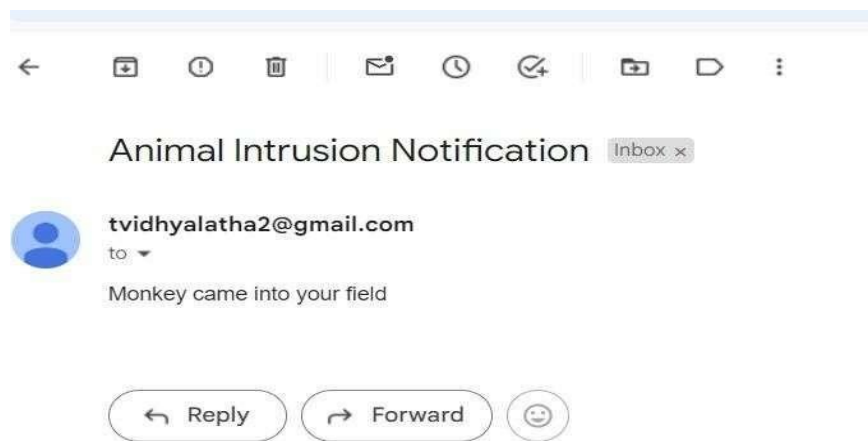 Animal Intrusion Notification Inbox ×
tvidhyalatha2@gmail.com
to
Monkey came into your field
Reply Forward